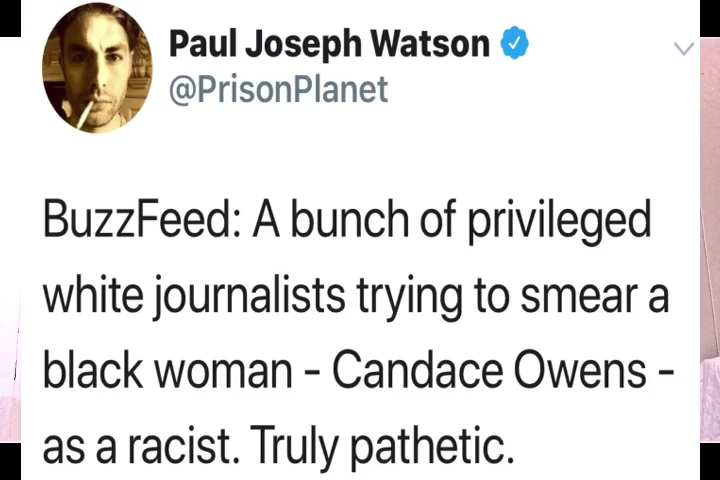 Paul Joseph Watson
@PrisonPlanet
BuzzFeed: A bunch of privileged
white journalists trying to smear a
black woman - Candace Owens -
as a racist. Truly pathetic.